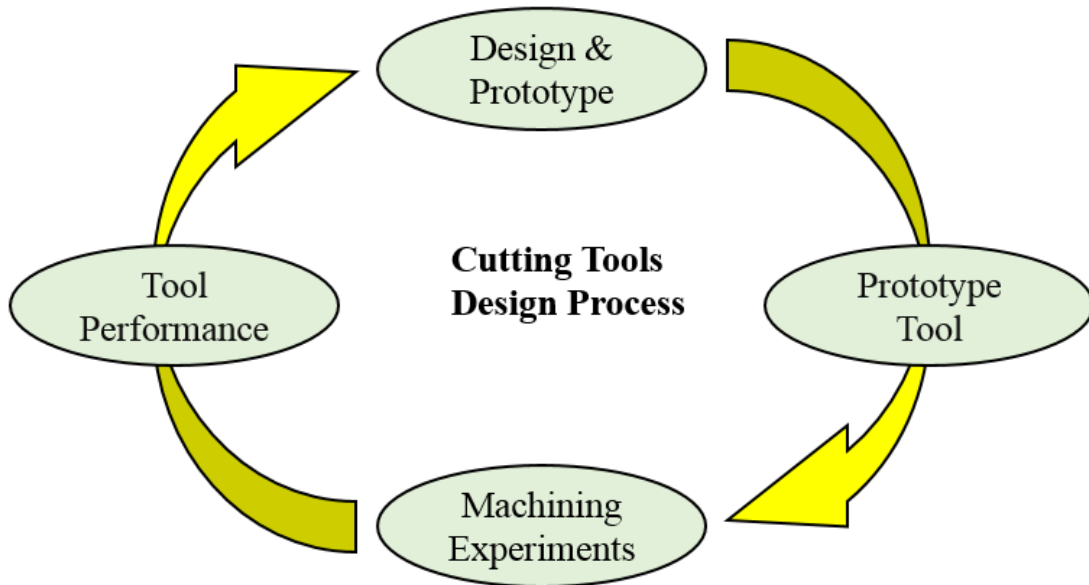 Design &
Prototype
Cutting Tools
Design Process
Tool
Performance
Prototype
Tool
Machining
Experiments